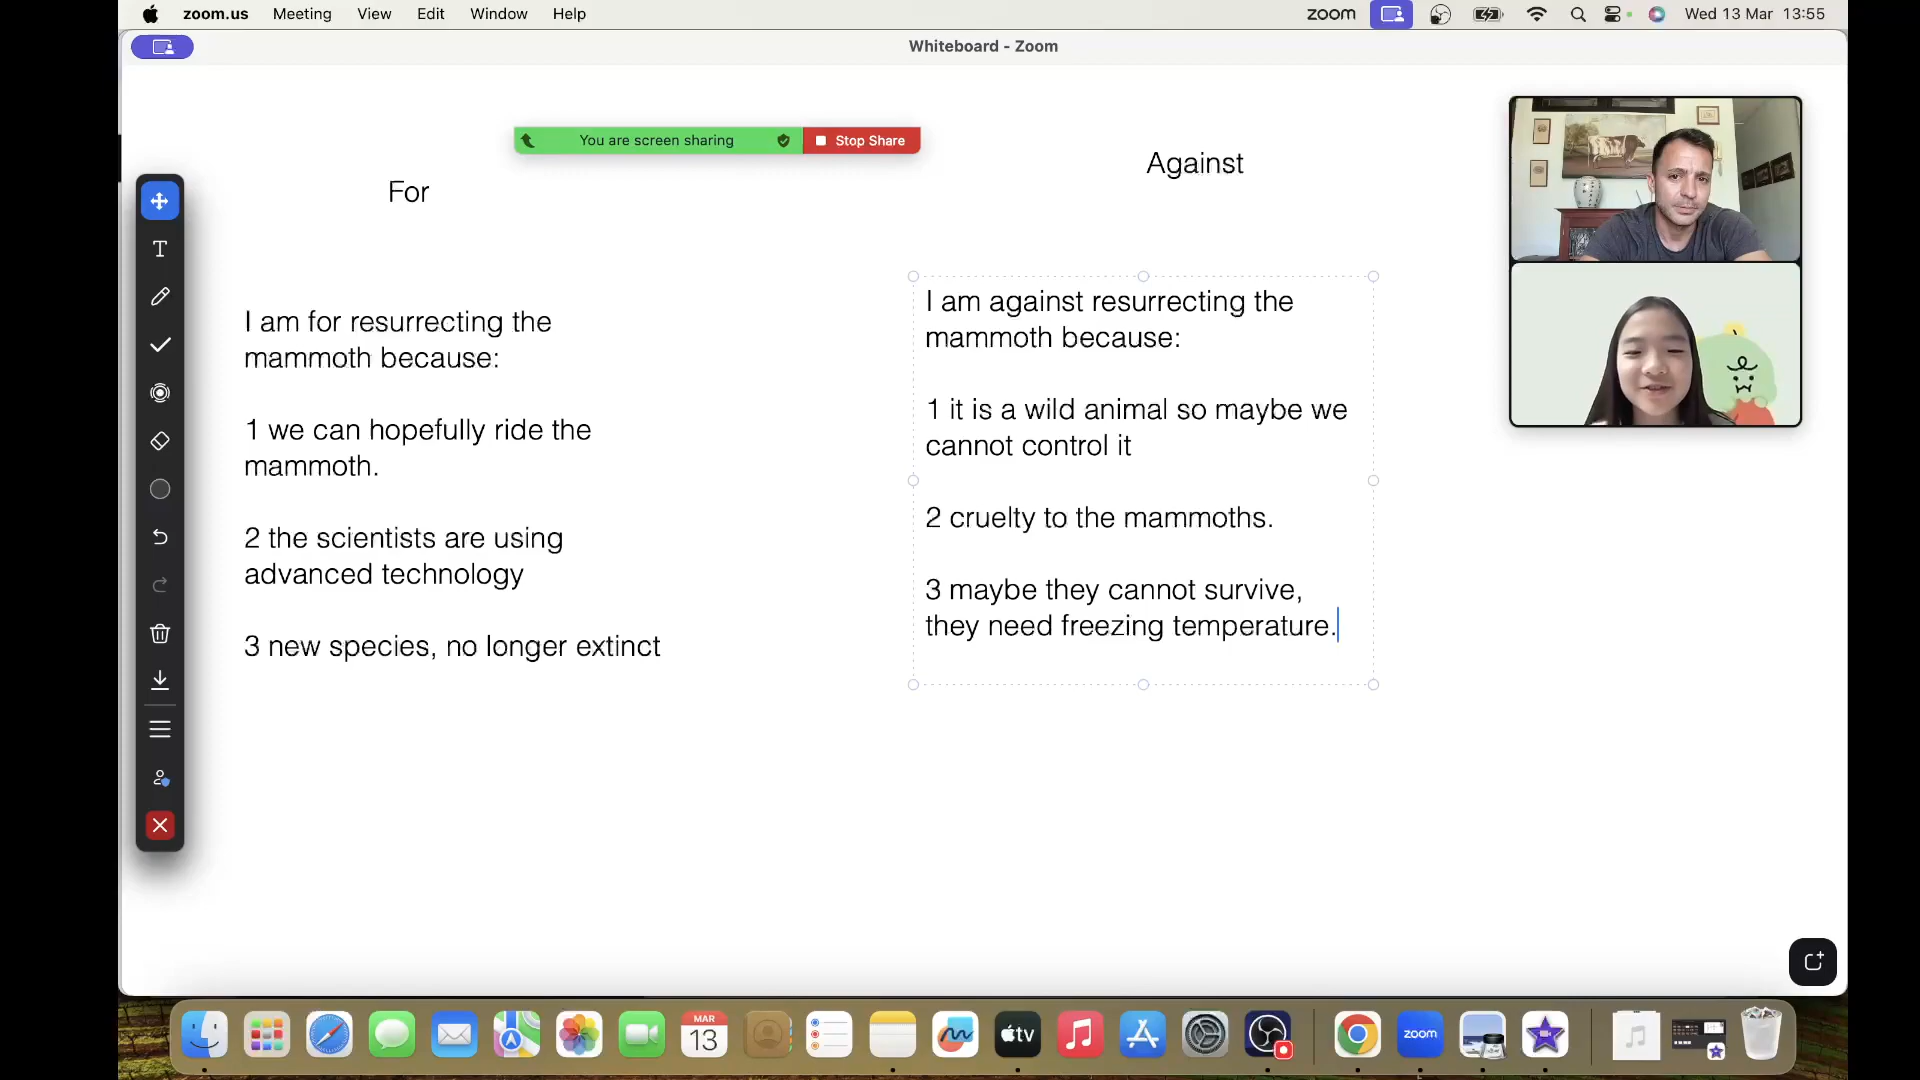 zoom.us Meeting View Edit Window Help
zoom Wed 13 Mar 13:55
Whiteboard - Zoom
You are screen sharing Stop Share
For
Against
I am for resurrecting the
mammoth because:
1 we can hopefully ride the
mammoth.
2 the scientists are using
advanced technology
3 new species, no longer extinct
I am against resurrecting the
mammoth because:
1 it is a wild animal so maybe we
cannot control it
2 cruelty to the mammoths.
3 maybe they cannot survive,
they need freezing temperature.
MAR
13
tv
zoom